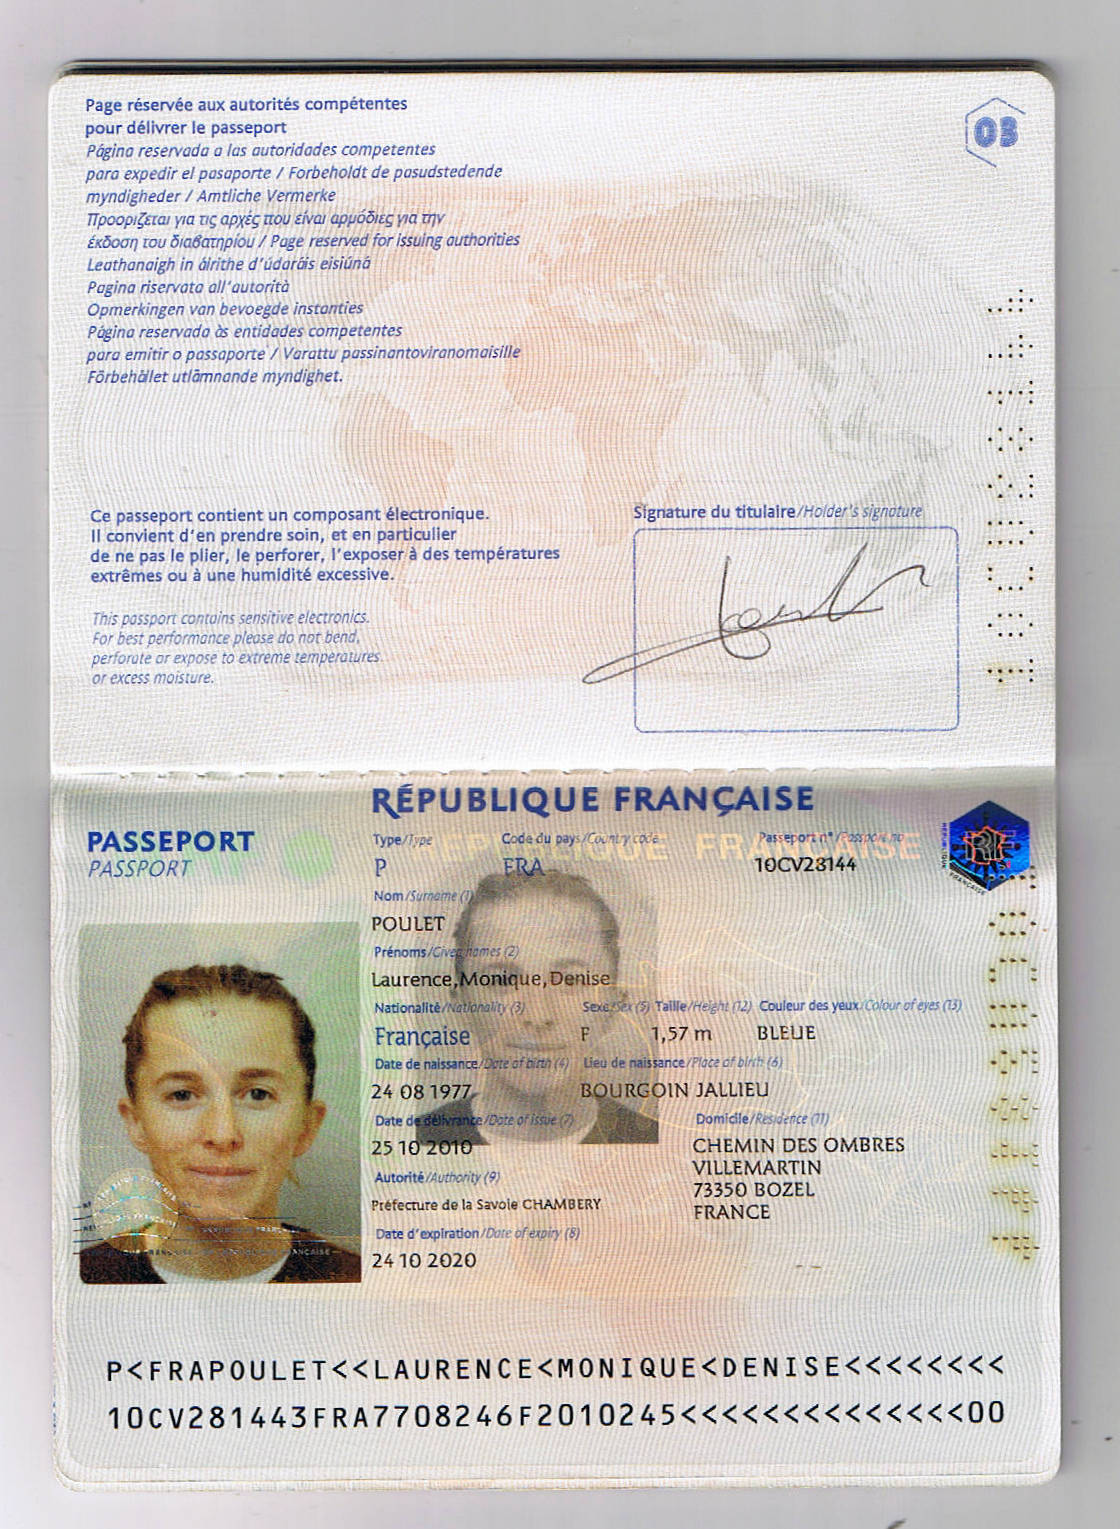 Page réservée aux autorités compétentes
pour délivrer le passeport
Página reservada a las autoridades competentes
para expedir el pasaporte / Forbeholdt de pasudstedende
myndigheder / Amtliche Vermerke
Προορίζεται για τις αρχές που είναι αρμόδιες για την
έκδοση του διαβατηρίου / Page reserved for issuing authorities
Leathanaigh in áirithe d'údaráis eisiúná
Pagina riservata all'autorità
Opmerkingen van bevoegde instanties
Página reservada às entidades competentes
para emitir o passaporte / Varattu passinantoviranomaisille
Förbehållet utlämnande myndighet.
03
Ce passeport contient un composant électronique.
Il convient d'en prendre soin, et en particulier
de ne pas le plier, le perforer, l'exposer à des températures
extrêmes ou à une humidité excessive.
This passport contains sensitive electronics.
For best performance please do not bend,
perforate or expose to extreme temperatures
or excess moisture.
Signature du titulaire/Holder's signature
RÉPUBLIQUE FRANÇAISE
PASSEPORT
PASSPORT
Type/Type Code du pays/Country code Passeport n°/Passport no
P FRA 10CV28144
Nom/Surname (1)
POULET
Prénoms/Given names (2)
Laurence,Monique,Denise
Nationalité/Nationality (3) Sexe/Sex (5) Taille/Height (12) Couleur des yeux/Colour of eyes (13)
Française F 1,57 m BLEUE
Date de naissance/Date of birth (4) Lieu de naissance/Place of birth (6)
24 08 1977 BOURGOIN JALLIEU
Date de délivrance/Date of issue (7) Domicile/Residence (11)
25 10 2010 CHEMIN DES OMBRES
VILLEMARTIN
73350 BOZEL
FRANCE
Autorité/Authority (9)
Préfecture de la Savoie CHAMBERY
Date d'expiration/Date of expiry (8)
24 10 2020
P<FRAPOULET<<LAURENCE<MONIQUE<DENISE<<<<<<<<
10CV281443FRA7708246F2010245<<<<<<<<<<<<<<00